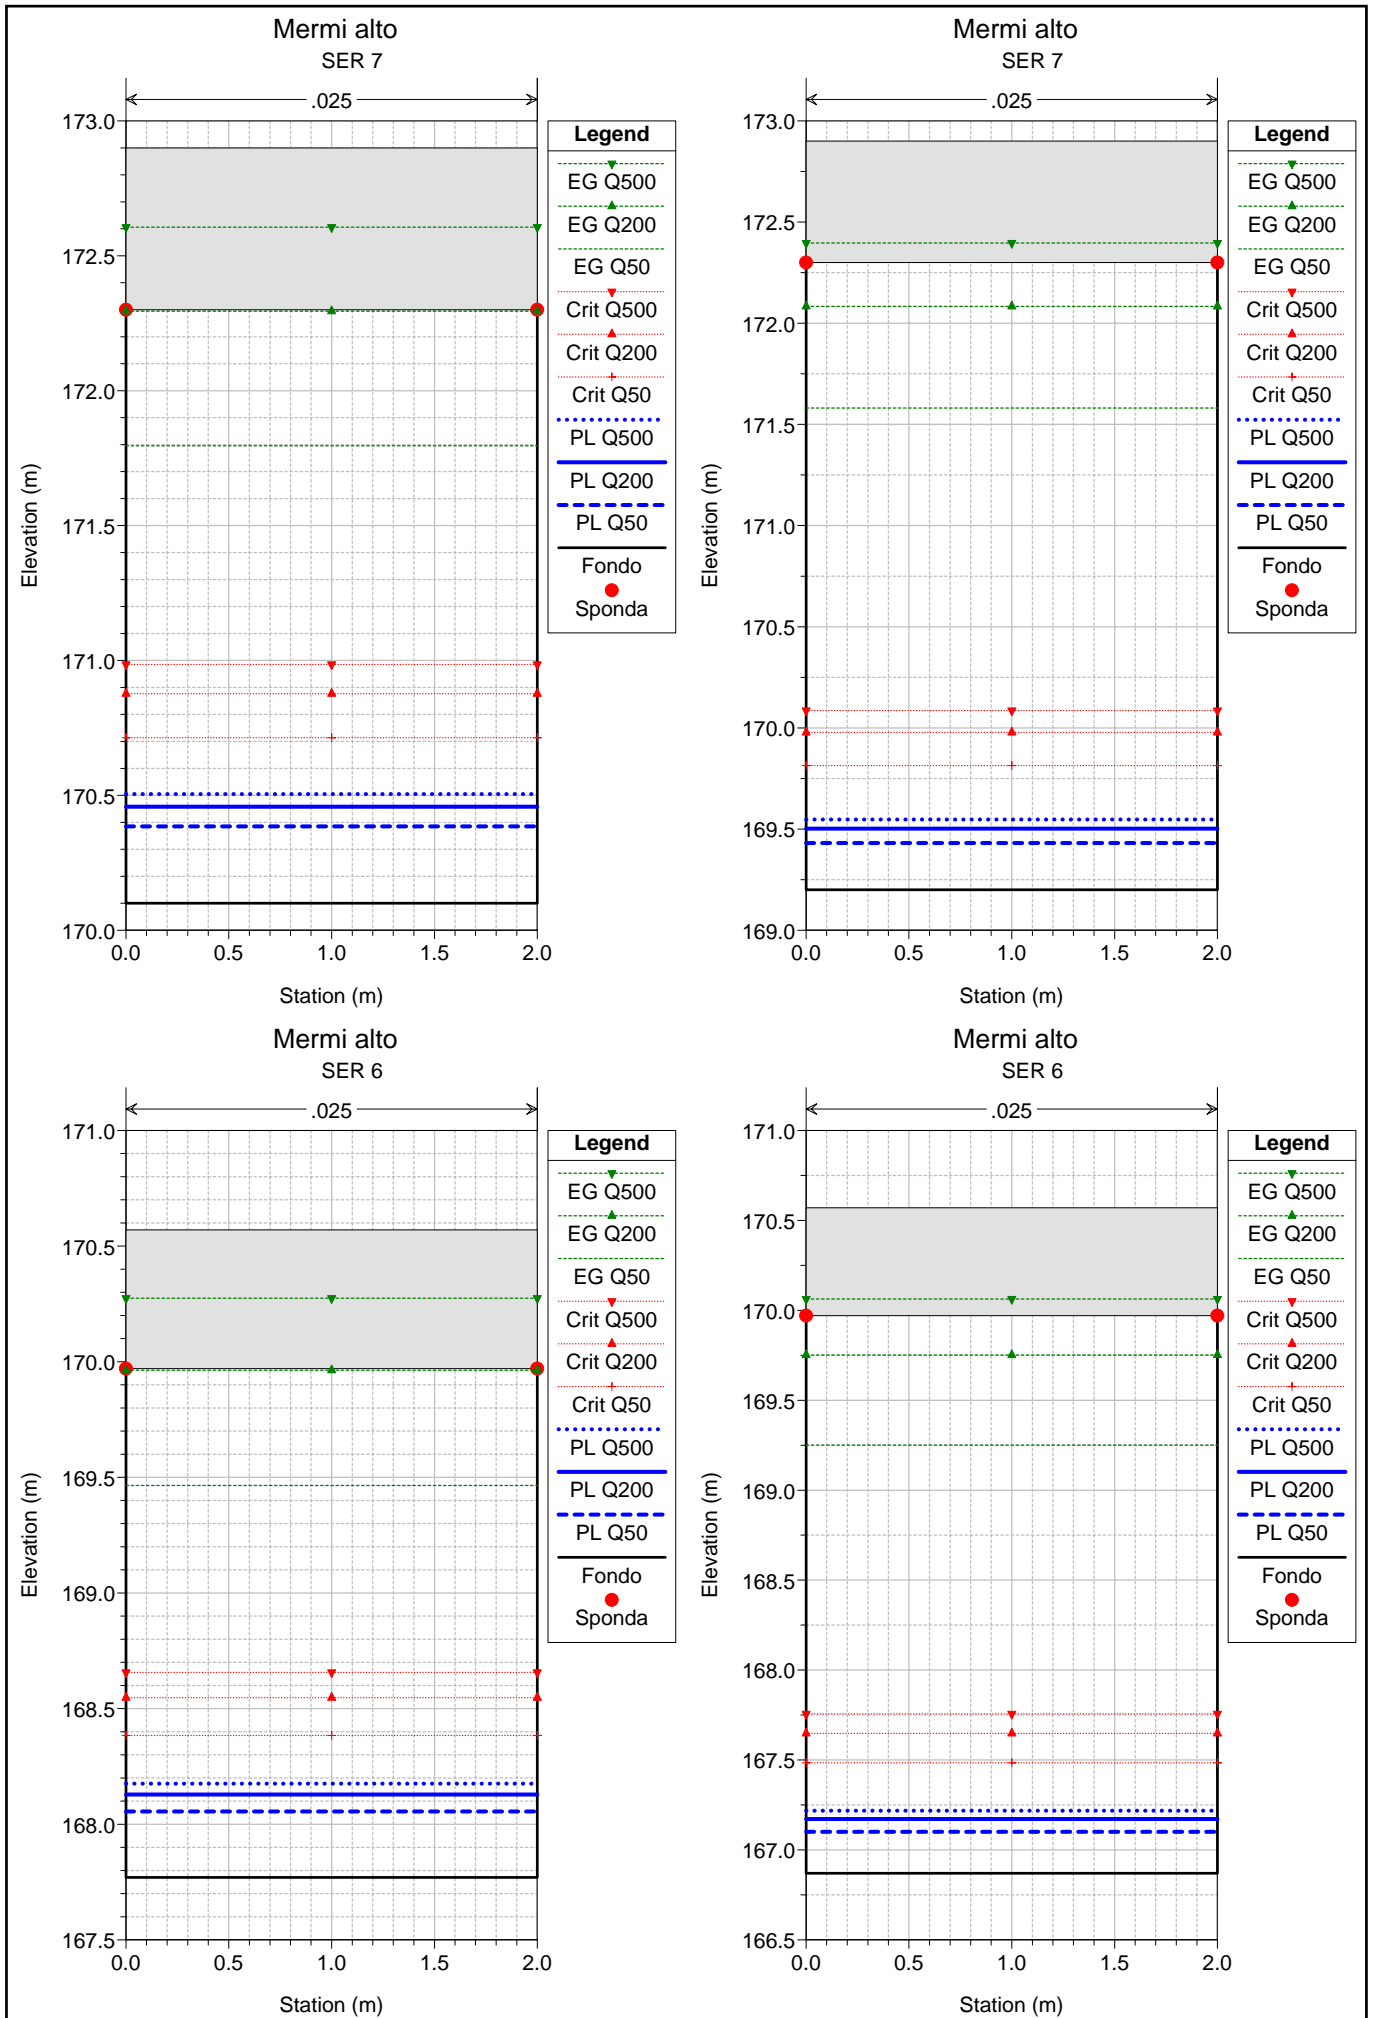 Mermi alto
SER 7
.025
173.0
172.5
172.0
171.5
171.0
170.5
170.0
Elevation (m)
0.0 0.5 1.0 1.5 2.0
Station (m)
Legend
EG Q500
EG Q200
EG Q50
Crit Q500
Crit Q200
Crit Q50
PL Q500
PL Q200
PL Q50
Fondo
Sponda
Mermi alto
SER 7
.025
173.0
172.5
172.0
171.5
171.0
170.5
170.0
169.5
169.0
Elevation (m)
0.0 0.5 1.0 1.5 2.0
Station (m)
Legend
EG Q500
EG Q200
EG Q50
Crit Q500
Crit Q200
Crit Q50
PL Q500
PL Q200
PL Q50
Fondo
Sponda
Mermi alto
SER 6
.025
171.0
170.5
170.0
169.5
169.0
168.5
168.0
167.5
Elevation (m)
0.0 0.5 1.0 1.5 2.0
Station (m)
Legend
EG Q500
EG Q200
EG Q50
Crit Q500
Crit Q200
Crit Q50
PL Q500
PL Q200
PL Q50
Fondo
Sponda
Mermi alto
SER 6
.025
171.0
170.5
170.0
169.5
169.0
168.5
168.0
167.5
167.0
166.5
Elevation (m)
0.0 0.5 1.0 1.5 2.0
Station (m)
Legend
EG Q500
EG Q200
EG Q50
Crit Q500
Crit Q200
Crit Q50
PL Q500
PL Q200
PL Q50
Fondo
Sponda